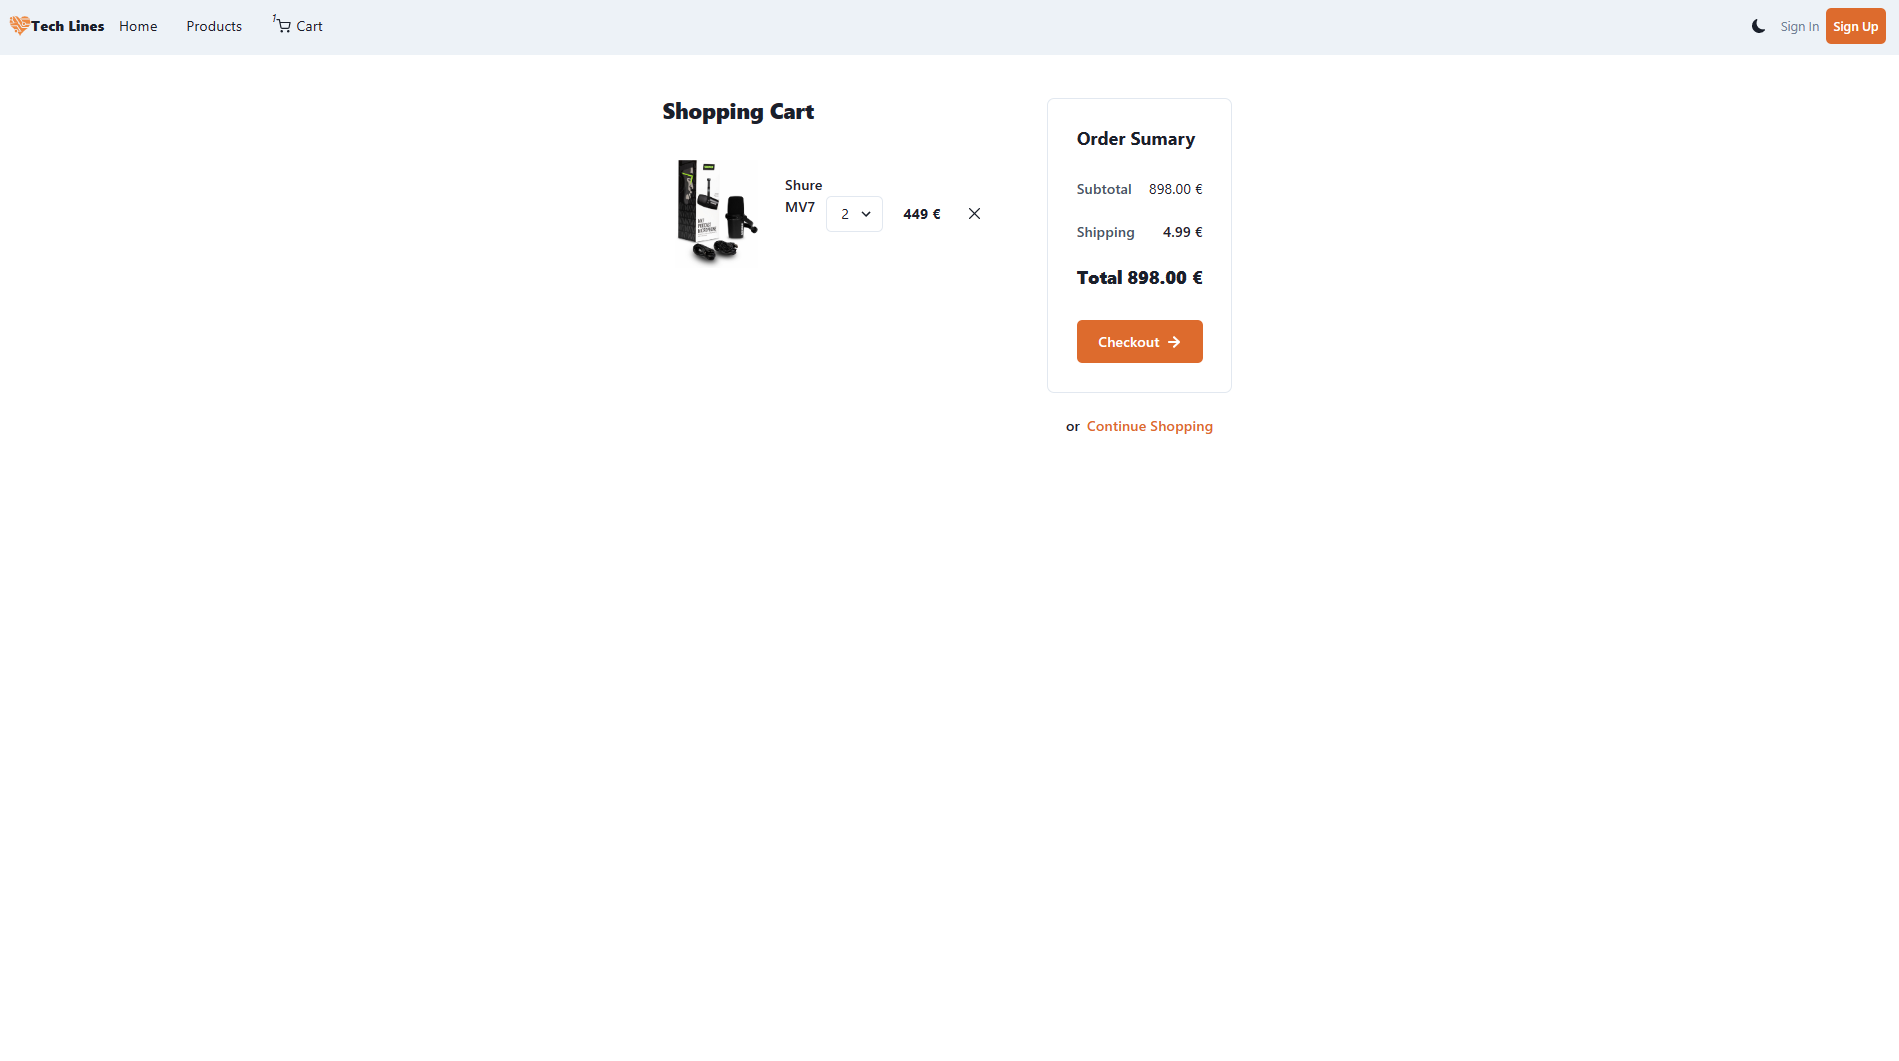 Tech Lines Home Products 1 Cart Sign In Sign Up
Shopping Cart
Shure
MV7
2 449 €
Order Sumary
Subtotal 898.00 €
Shipping 4.99 €
Total 898.00 €
Checkout
or Continue Shopping